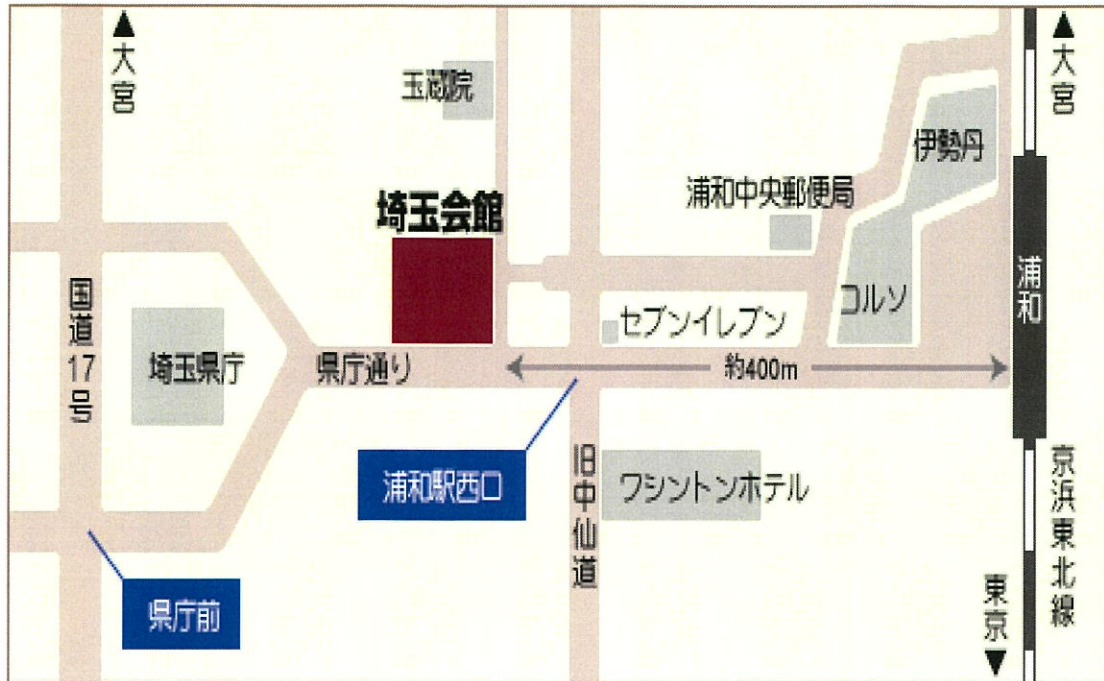 ▲大宮
▲大宮
玉蔵院
伊勢丹
浦和中央郵便局
埼玉会館
浦和
国道17号
コルソ
セブンイレブン
埼玉県庁
県庁通り
約400m
浦和駅西口
旧中仙道
ワシントンホテル
京浜東北線
県庁前
東京▼